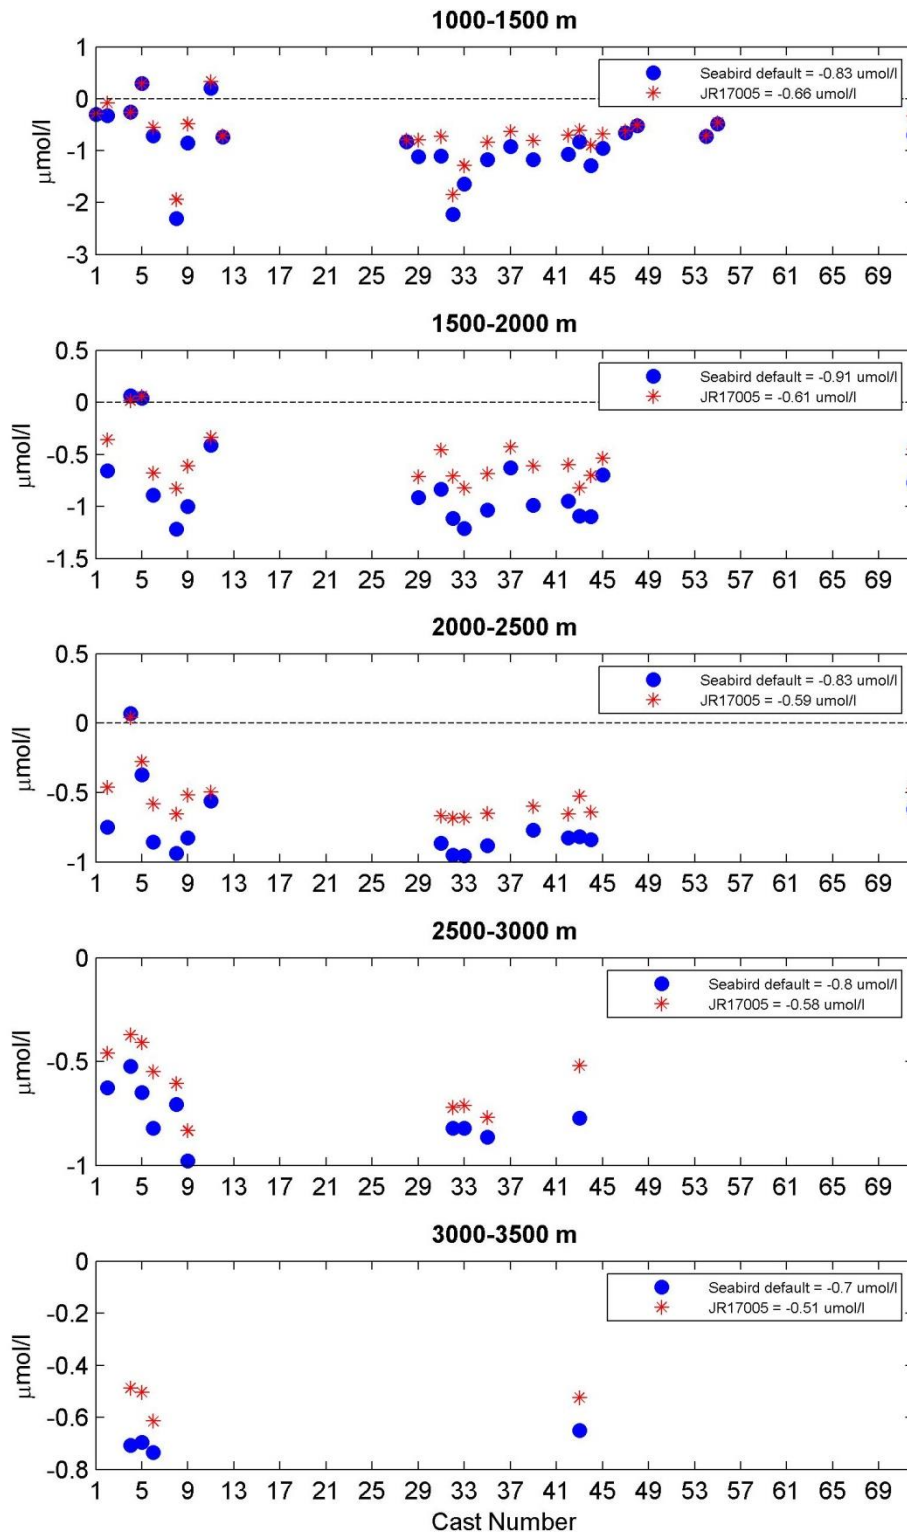 1000-1500 m
1
0
-1
-2
-3
μmol/l
Seabird default = -0.83 umol/l
JR17005 = -0.66 umol/l
1 5 9 13 17 21 25 29 33 37 41 45 49 53 57 61 65 69
1500-2000 m
0.5
0
-0.5
-1
-1.5
μmol/l
Seabird default = -0.91 umol/l
JR17005 = -0.61 umol/l
1 5 9 13 17 21 25 29 33 37 41 45 49 53 57 61 65 69
2000-2500 m
0.5
0
-0.5
-1
μmol/l
Seabird default = -0.83 umol/l
JR17005 = -0.59 umol/l
1 5 9 13 17 21 25 29 33 37 41 45 49 53 57 61 65 69
2500-3000 m
0
-0.5
-1
μmol/l
Seabird default = -0.8 umol/l
JR17005 = -0.58 umol/l
1 5 9 13 17 21 25 29 33 37 41 45 49 53 57 61 65 69
3000-3500 m
0
-0.2
-0.4
-0.6
-0.8
μmol/l
Seabird default = -0.7 umol/l
JR17005 = -0.51 umol/l
1 5 9 13 17 21 25 29 33 37 41 45 49 53 57 61 65 69
Cast Number